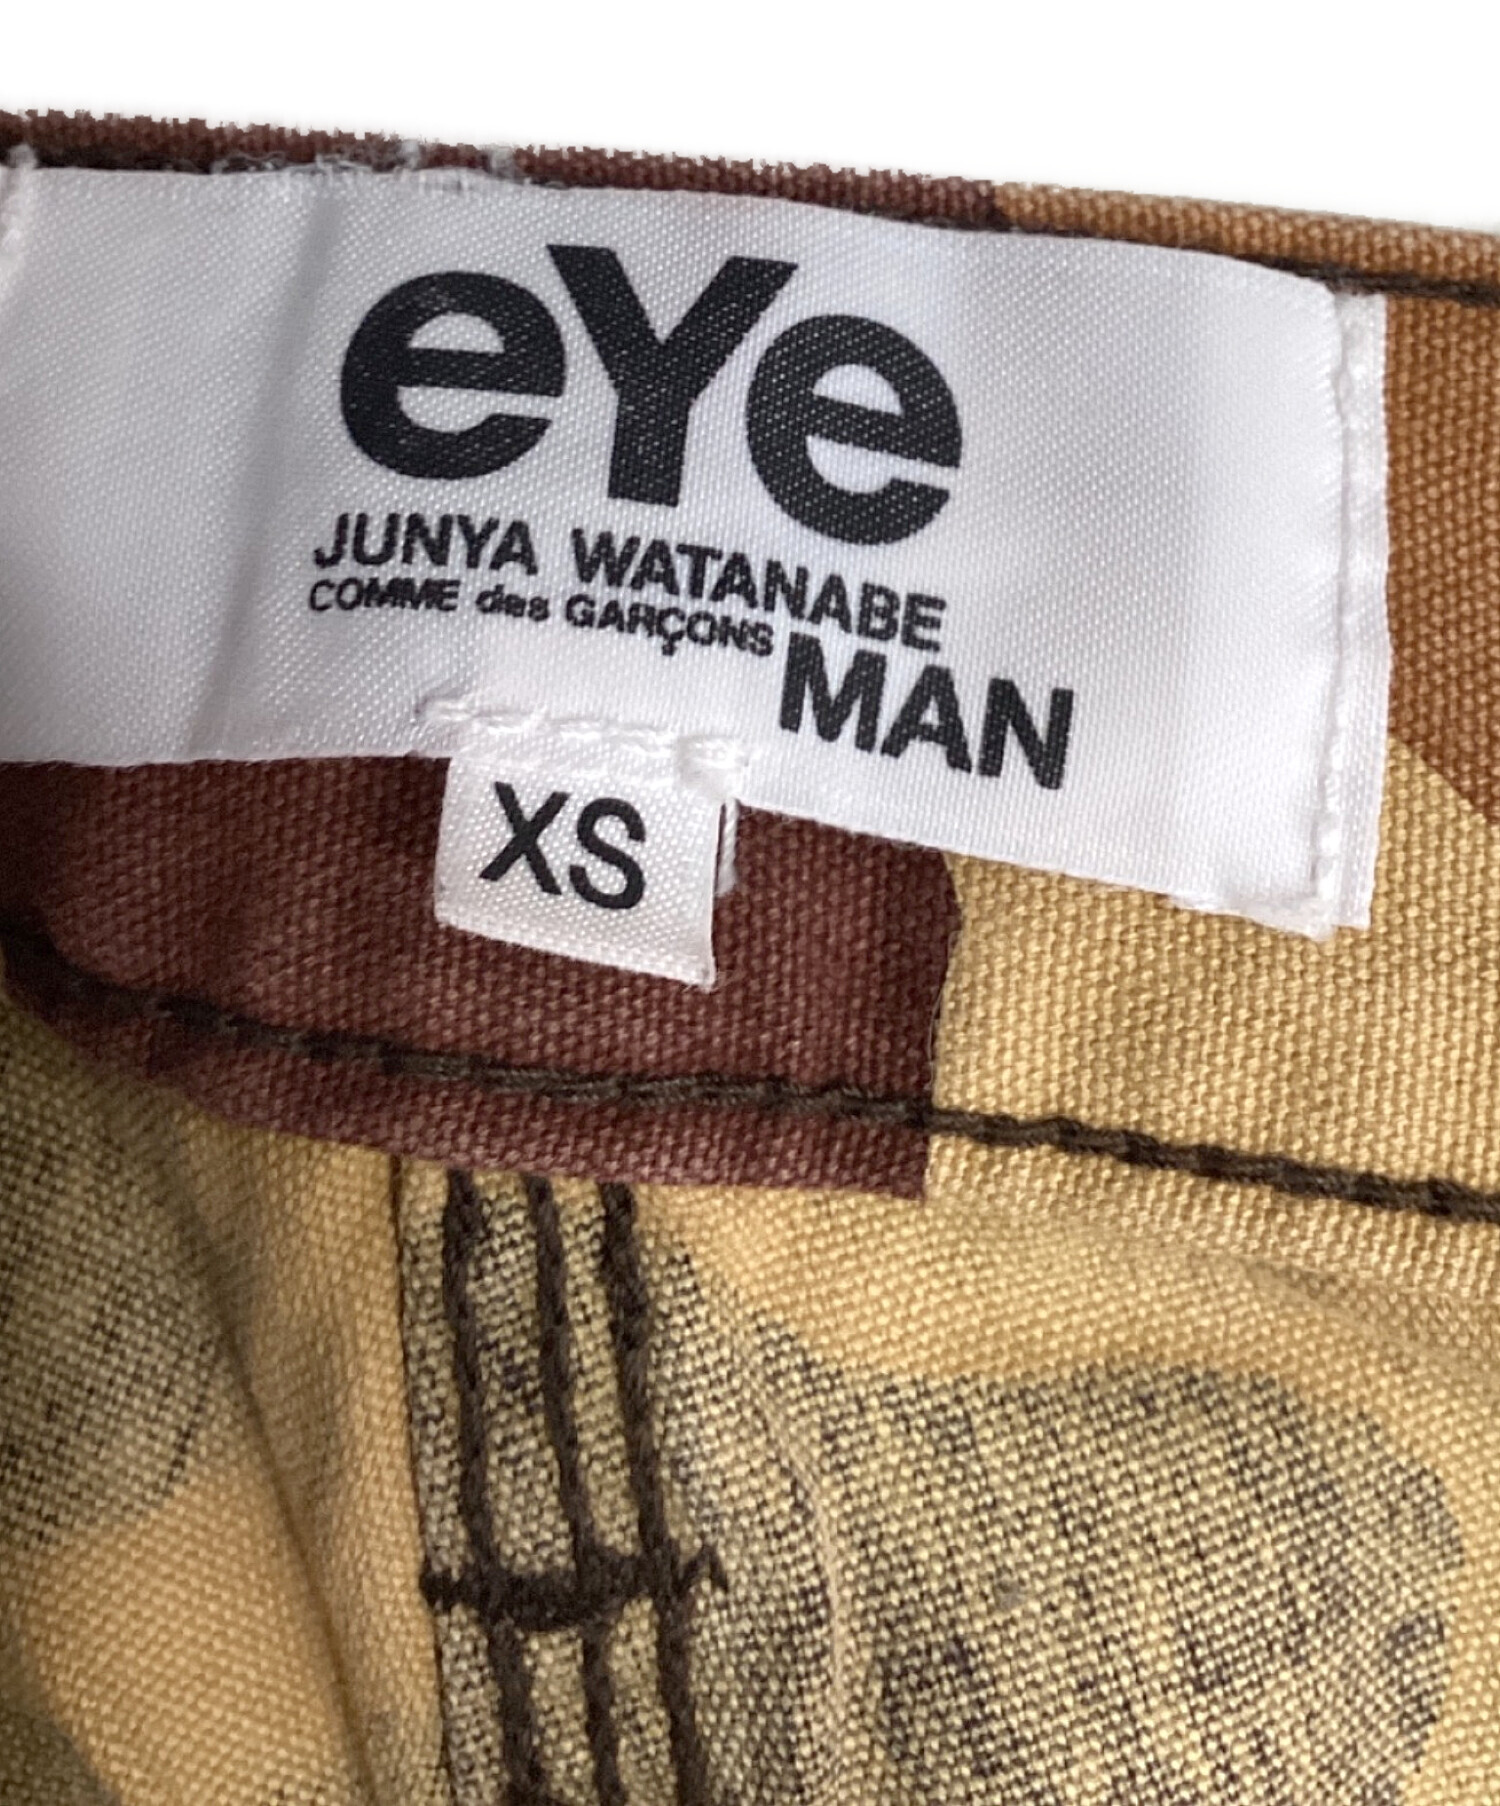 eYe
JUNYA WATANABE
COMME des GARÇONS MAN
XS